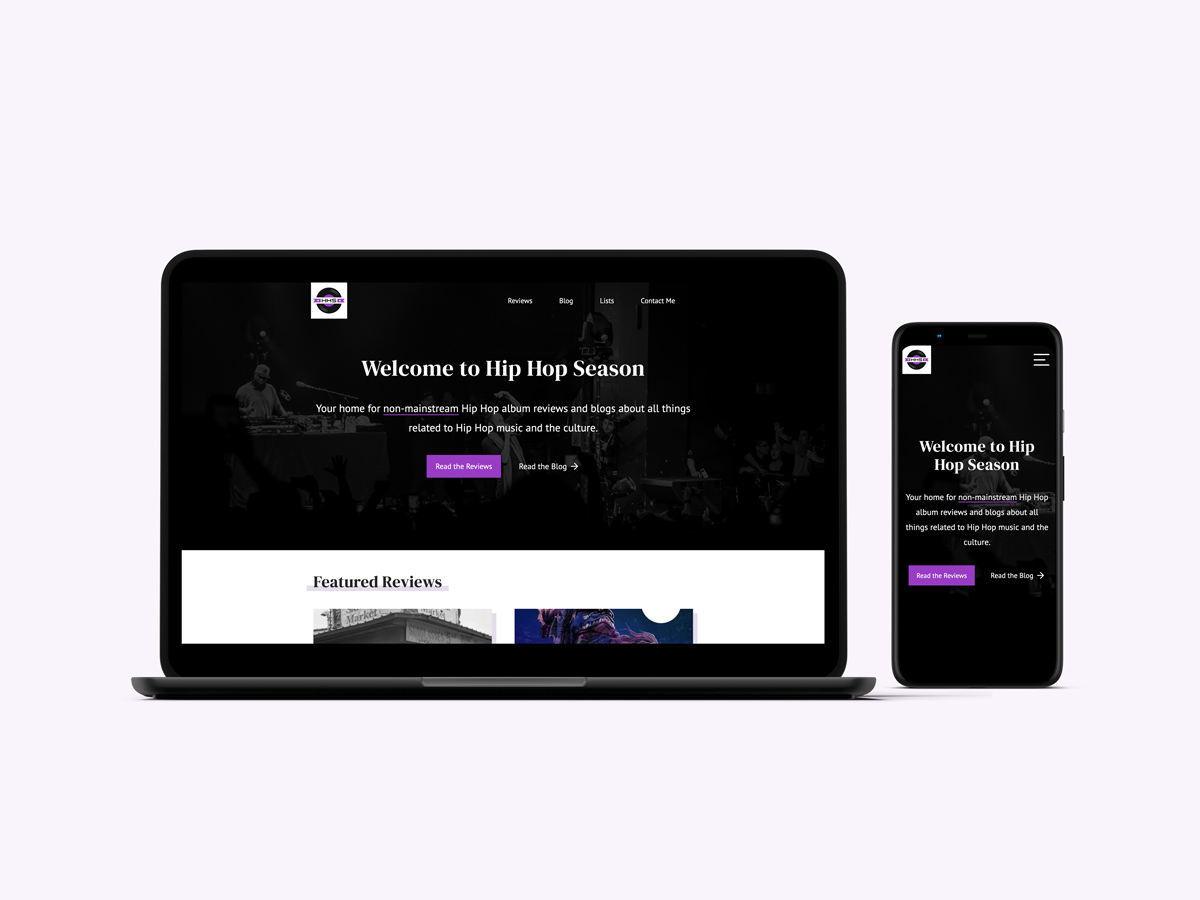 HHS
Reviews Blog Lists Contact Me
Welcome to Hip Hop Season
Your home for non-mainstream Hip Hop album reviews and blogs about all things
related to Hip Hop music and the culture.
Read the Reviews Read the Blog →
Featured Reviews
Market
HHS
Welcome to Hip
Hop Season
Your home for non-mainstream Hip Hop
album reviews and blogs about all
things related to Hip Hop music and the
culture.
Read the Reviews Read the Blog →